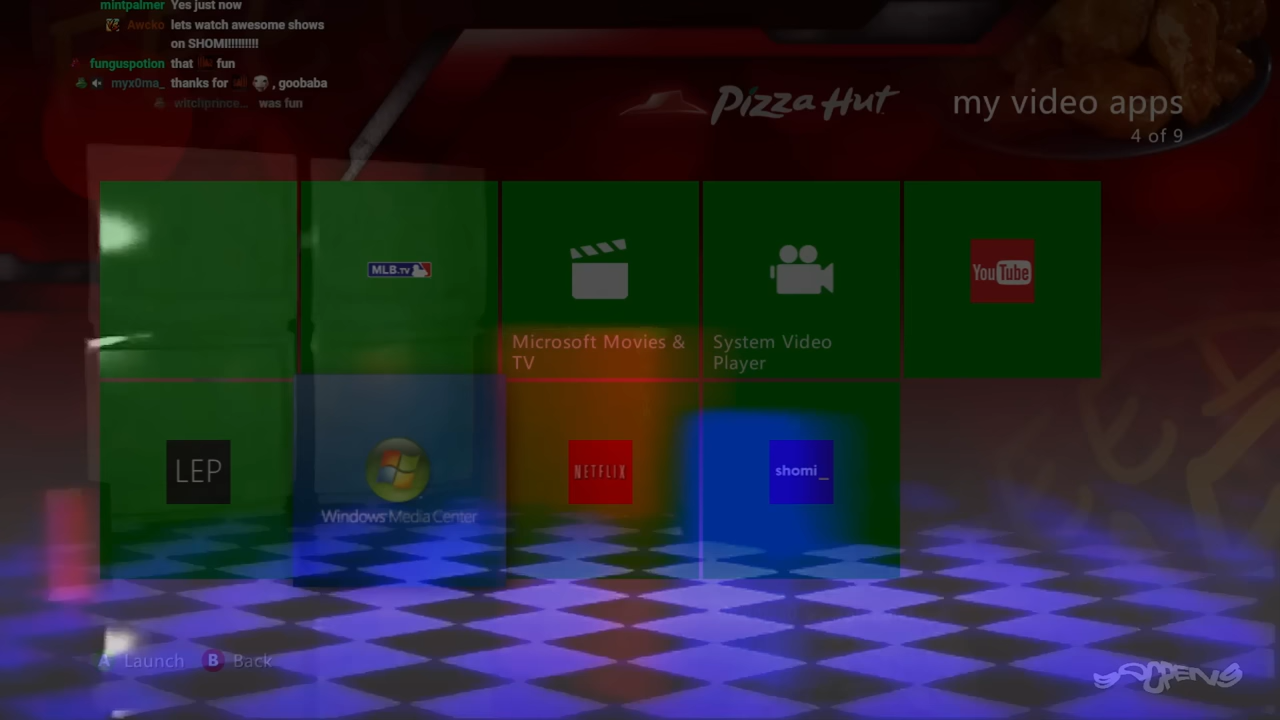 mintpalmer Yes just now
Awcko lets watch awesome shows
on SHOMI!!!!!!!!!
funguspotion that fun
myx0ma_ thanks for , goobaba
witchprince... was fun
Pizza Hut
my video apps
4 of 9
MLB.TV
YouTube
Microsoft Movies &
TV
System Video
Player
LEP
NETFLIX
shomi_
Windows Media Center
A Launch B Back